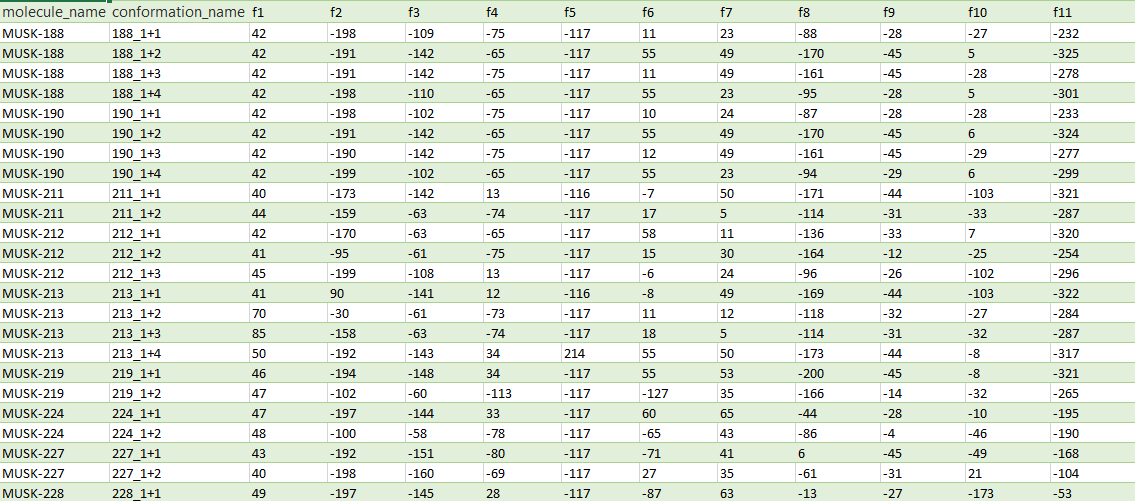 molecule_name conformation_name f1 f2 f3 f4 f5 f6 f7 f8 f9 f10 f11
MUSK-188 188_1+1 42 -198 -109 -75 -117 11 23 -88 -28 -27 -232
MUSK-188 188_1+2 42 -191 -142 -65 -117 55 49 -170 -45 5 -325
MUSK-188 188_1+3 42 -191 -142 -75 -117 11 49 -161 -45 -28 -278
MUSK-188 188_1+4 42 -198 -110 -65 -117 55 23 -95 -28 5 -301
MUSK-190 190_1+1 42 -198 -102 -75 -117 10 24 -87 -28 -28 -233
MUSK-190 190_1+2 42 -191 -142 -65 -117 55 49 -170 -45 6 -324
MUSK-190 190_1+3 42 -190 -142 -75 -117 12 49 -161 -45 -29 -277
MUSK-190 190_1+4 42 -199 -102 -65 -117 55 23 -94 -29 6 -299
MUSK-211 211_1+1 40 -173 -142 13 -116 -7 50 -171 -44 -103 -321
MUSK-211 211_1+2 44 -159 -63 -74 -117 17 5 -114 -31 -33 -287
MUSK-212 212_1+1 42 -170 -63 -65 -117 58 11 -136 -33 7 -320
MUSK-212 212_1+2 41 -95 -61 -75 -117 15 30 -164 -12 -25 -254
MUSK-212 212_1+3 45 -199 -108 13 -117 -6 24 -96 -26 -102 -296
MUSK-213 213_1+1 41 90 -141 12 -116 -8 49 -169 -44 -103 -322
MUSK-213 213_1+2 70 -30 -61 -73 -117 11 12 -118 -32 -27 -284
MUSK-213 213_1+3 85 -158 -63 -74 -117 18 5 -114 -31 -32 -287
MUSK-213 213_1+4 50 -192 -143 34 214 55 50 -173 -44 -8 -317
MUSK-219 219_1+1 46 -194 -148 34 -117 55 53 -200 -45 -8 -321
MUSK-219 219_1+2 47 -102 -60 -113 -117 -127 35 -166 -14 -32 -265
MUSK-224 224_1+1 47 -197 -144 33 -117 60 65 -44 -28 -10 -195
MUSK-224 224_1+2 48 -100 -58 -78 -117 -65 43 -86 -4 -46 -190
MUSK-227 227_1+1 43 -192 -151 -80 -117 -71 41 6 -45 -49 -168
MUSK-227 227_1+2 40 -198 -160 -69 -117 27 35 -61 -31 21 -104
MUSK-228 228_1+1 49 -197 -145 28 -117 -87 63 -13 -27 -173 -53